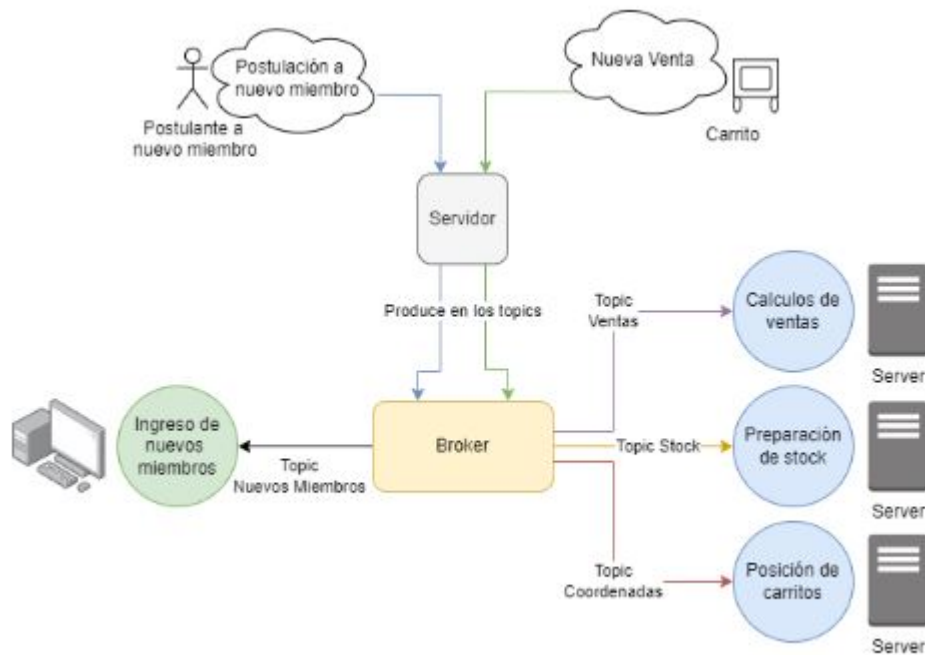 Postulación a
nuevo miembro
Postulante a
nuevo miembro
Nueva Venta
Carrito
Servidor
Produce en los topics
Topic
Ventas
Calculos de
ventas
Server
Ingreso de
nuevos
miembros
Topic
Nuevos Miembros
Broker
Topic Stock
Preparación
de stock
Server
Topic
Coordenadas
Posición de
carritos
Server